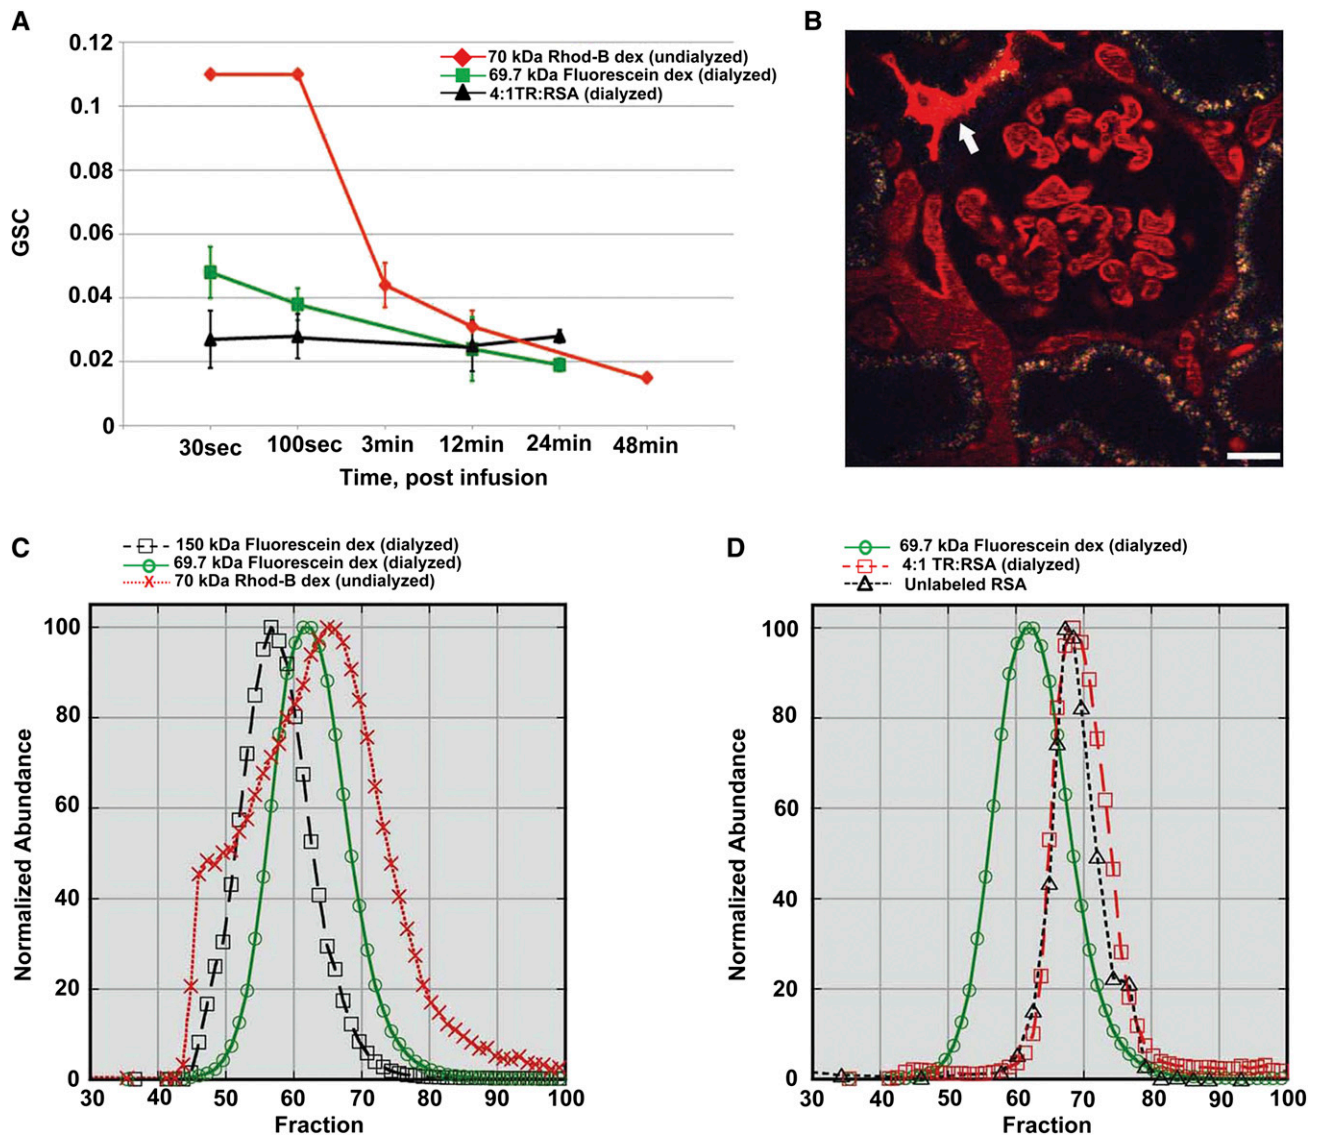 A
0.12
0.1
0.08
0.06
0.04
0.02
0
GSC
70 kDa Rhod-B dex (undialyzed)
69.7 kDa Fluorescein dex (dialyzed)
4:1TR:RSA (dialyzed)
30sec 100sec 3min 12min 24min 48min
Time, post infusion
B
C
150 kDa Fluorescein dex (dialyzed)
69.7 kDa Fluorescein dex (dialyzed)
70 kDa Rhod-B dex (undialyzed)
100
80
60
40
20
0
Normalized Abundance
30 40 50 60 70 80 90 100
Fraction
D
69.7 kDa Fluorescein dex (dialyzed)
4:1 TR:RSA (dialyzed)
Unlabeled RSA
100
80
60
40
20
0
Normalized Abundance
30 40 50 60 70 80 90 100
Fraction